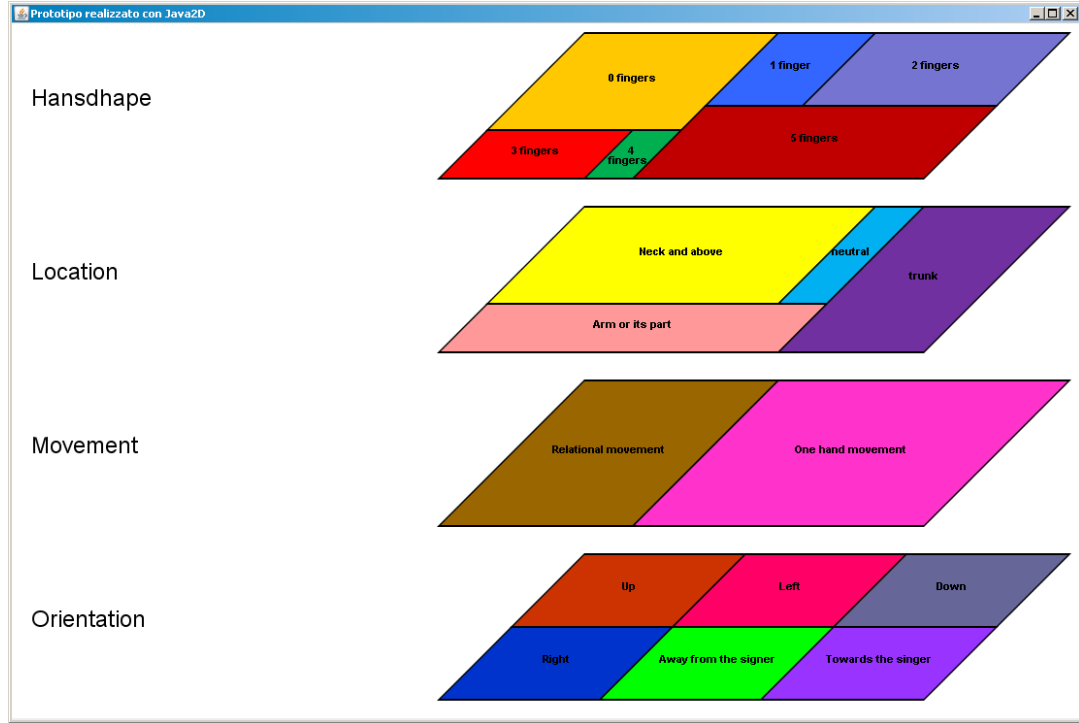 Prototipo realizzato con Java2D
Hansdhape
0 fingers
1 finger
2 fingers
3 fingers
4
fingers
5 fingers
Location
Neck and above
neutral
trunk
Arm or its part
Movement
Relational movement
One hand movement
Orientation
Up
Left
Down
Right
Away from the signer
Towards the singer